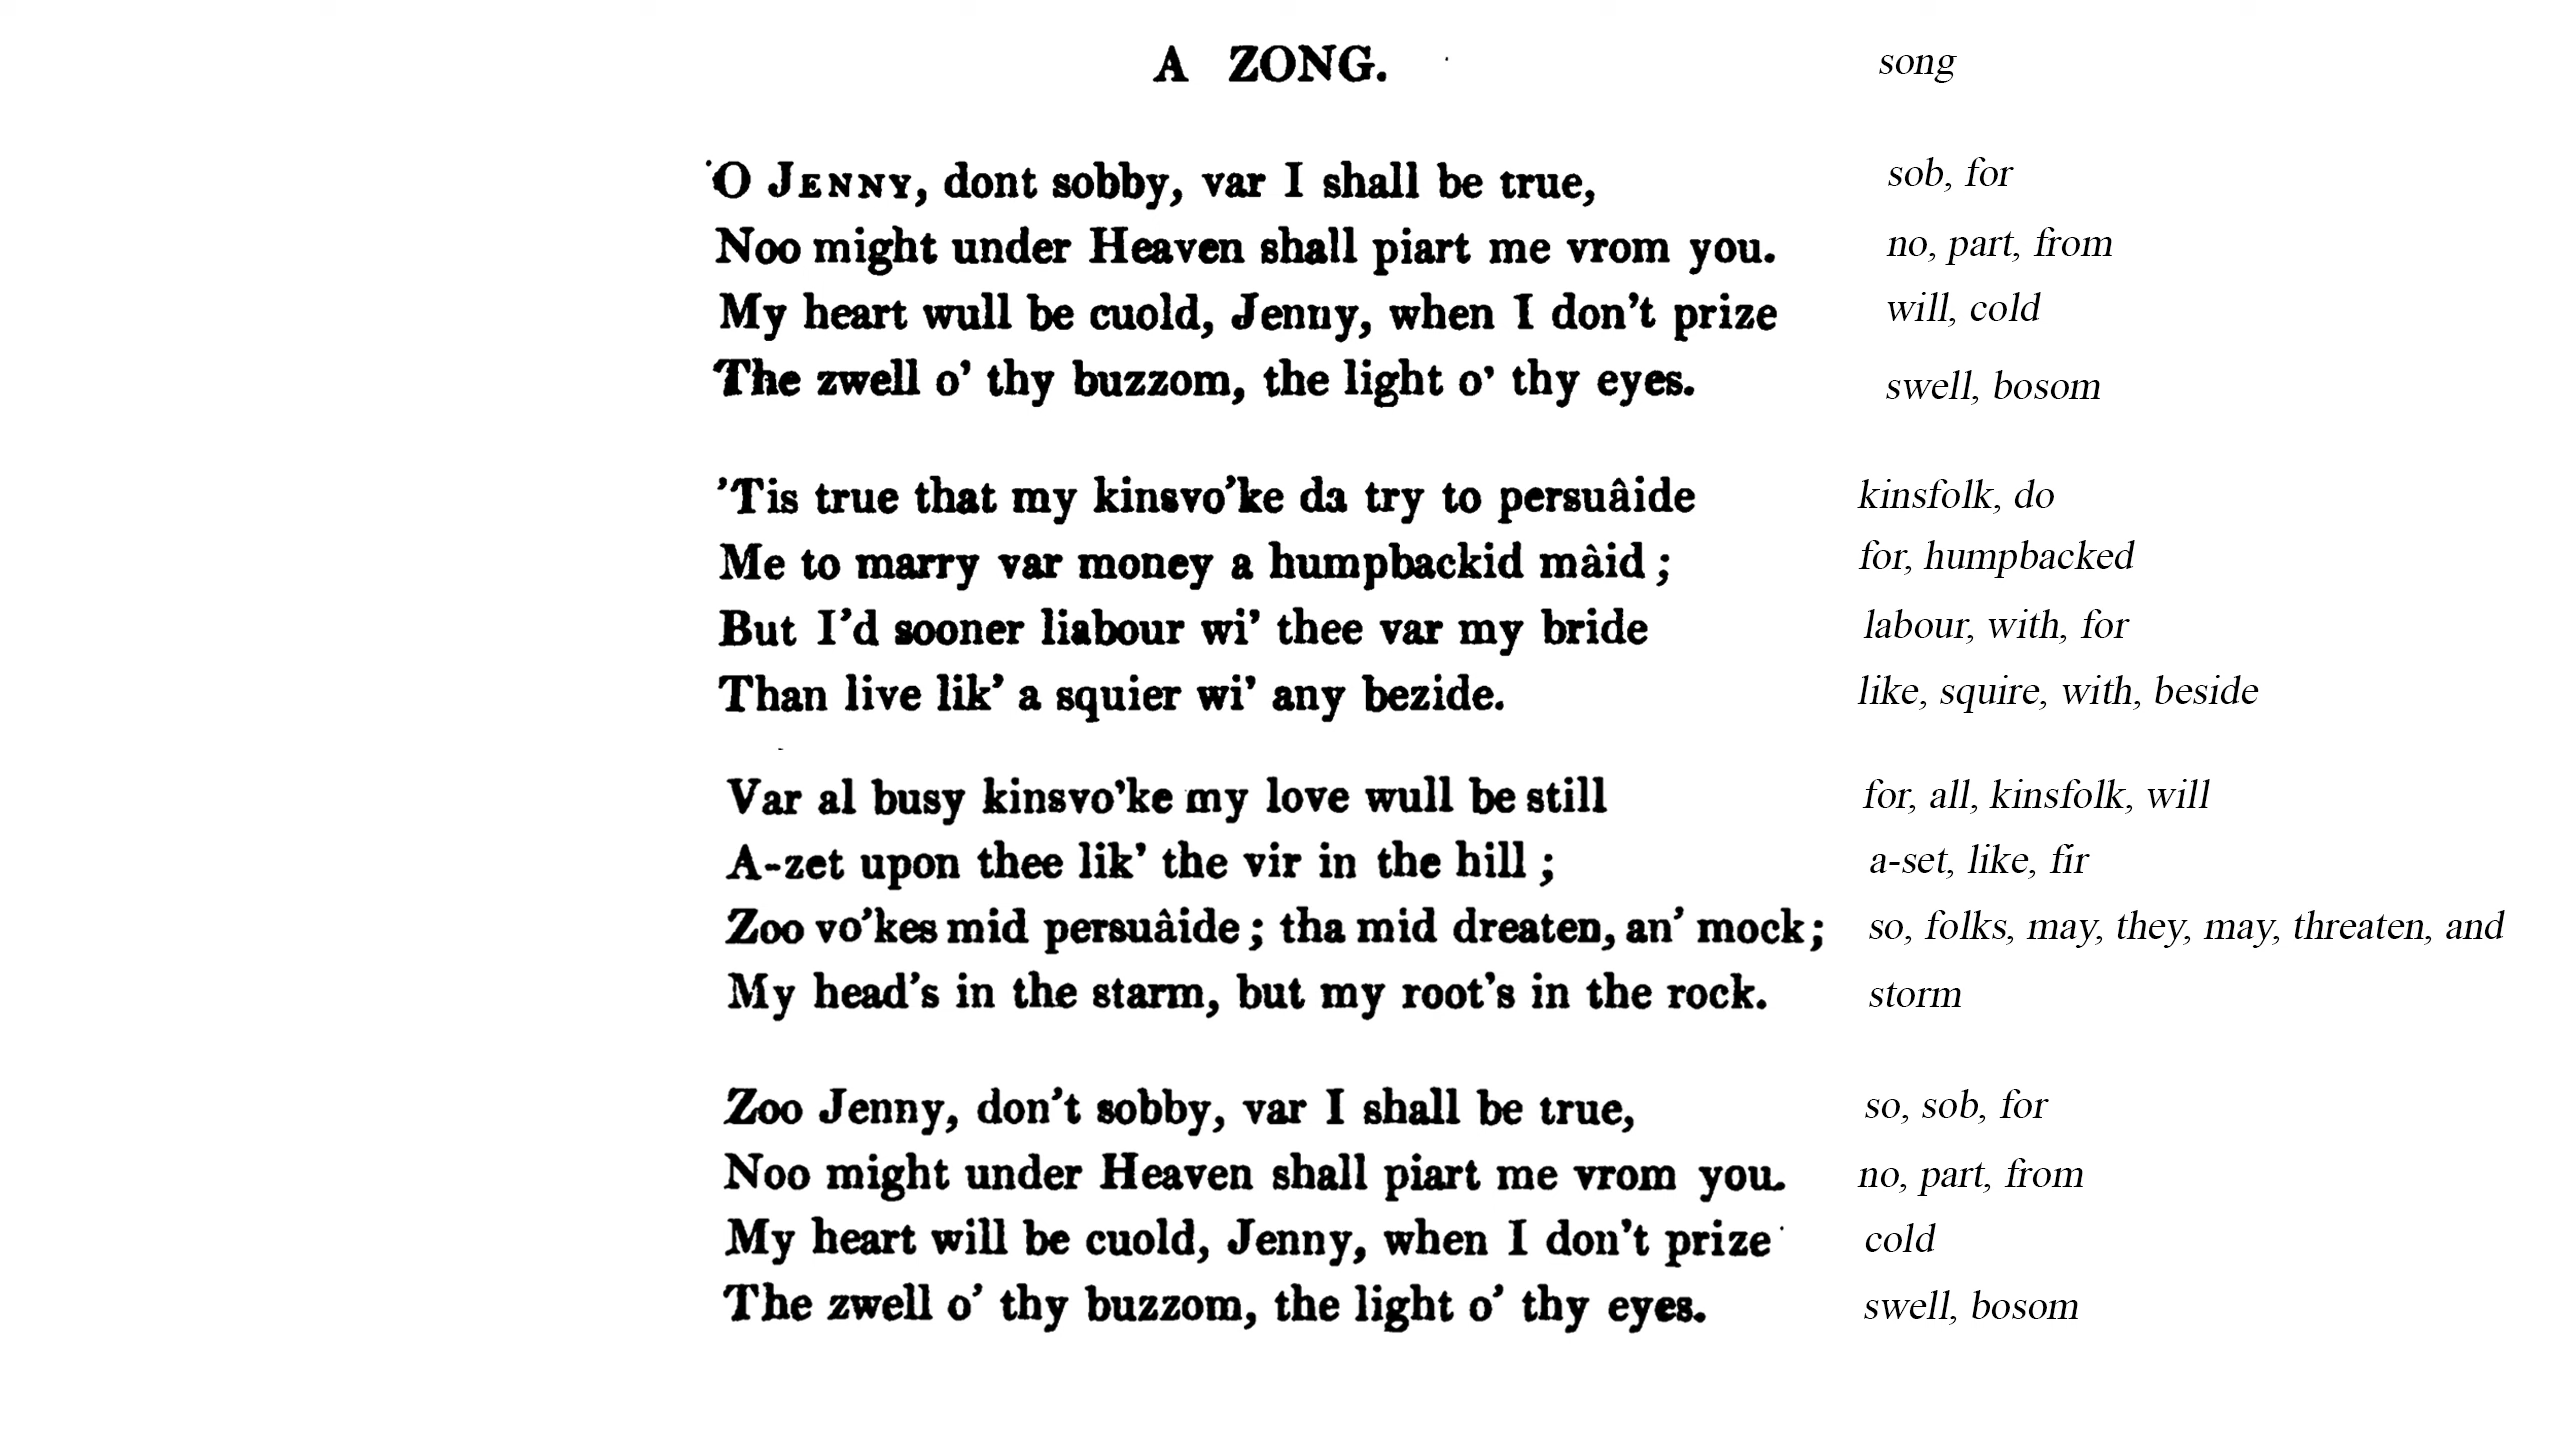 A ZONG. song
O JENNY, dont sobby, var I shall be true, sob, for
Noo might under Heaven shall piart me vrom you. no, part, from
My heart wull be cuold, Jenny, when I don't prize will, cold
The zwell o' thy buzzom, the light o' thy eyes. swell, bosom
'Tis true that my kinsvo'ke da try to persuâide kinsfolk, do
Me to marry var money a humpbackid màid; for, humpbacked
But I'd sooner liabour wi' thee var my bride labour, with, for
Than live lik' a squier wi' any bezide. like, squire, with, beside
Var al busy kinsvo'ke my love wull be still for, all, kinsfolk, will
A-zet upon thee lik' the vir in the hill; a-set, like, fir
Zoo vo'kes mid persuâide; tha mid dreaten, an' mock; so, folks, may, they, may, threaten, and
My head's in the starm, but my root's in the rock. storm
Zoo Jenny, don't sobby, var I shall be true, so, sob, for
Noo might under Heaven shall piart me vrom you. no, part, from
My heart will be cuold, Jenny, when I don't prize cold
The zwell o' thy buzzom, the light o' thy eyes. swell, bosom